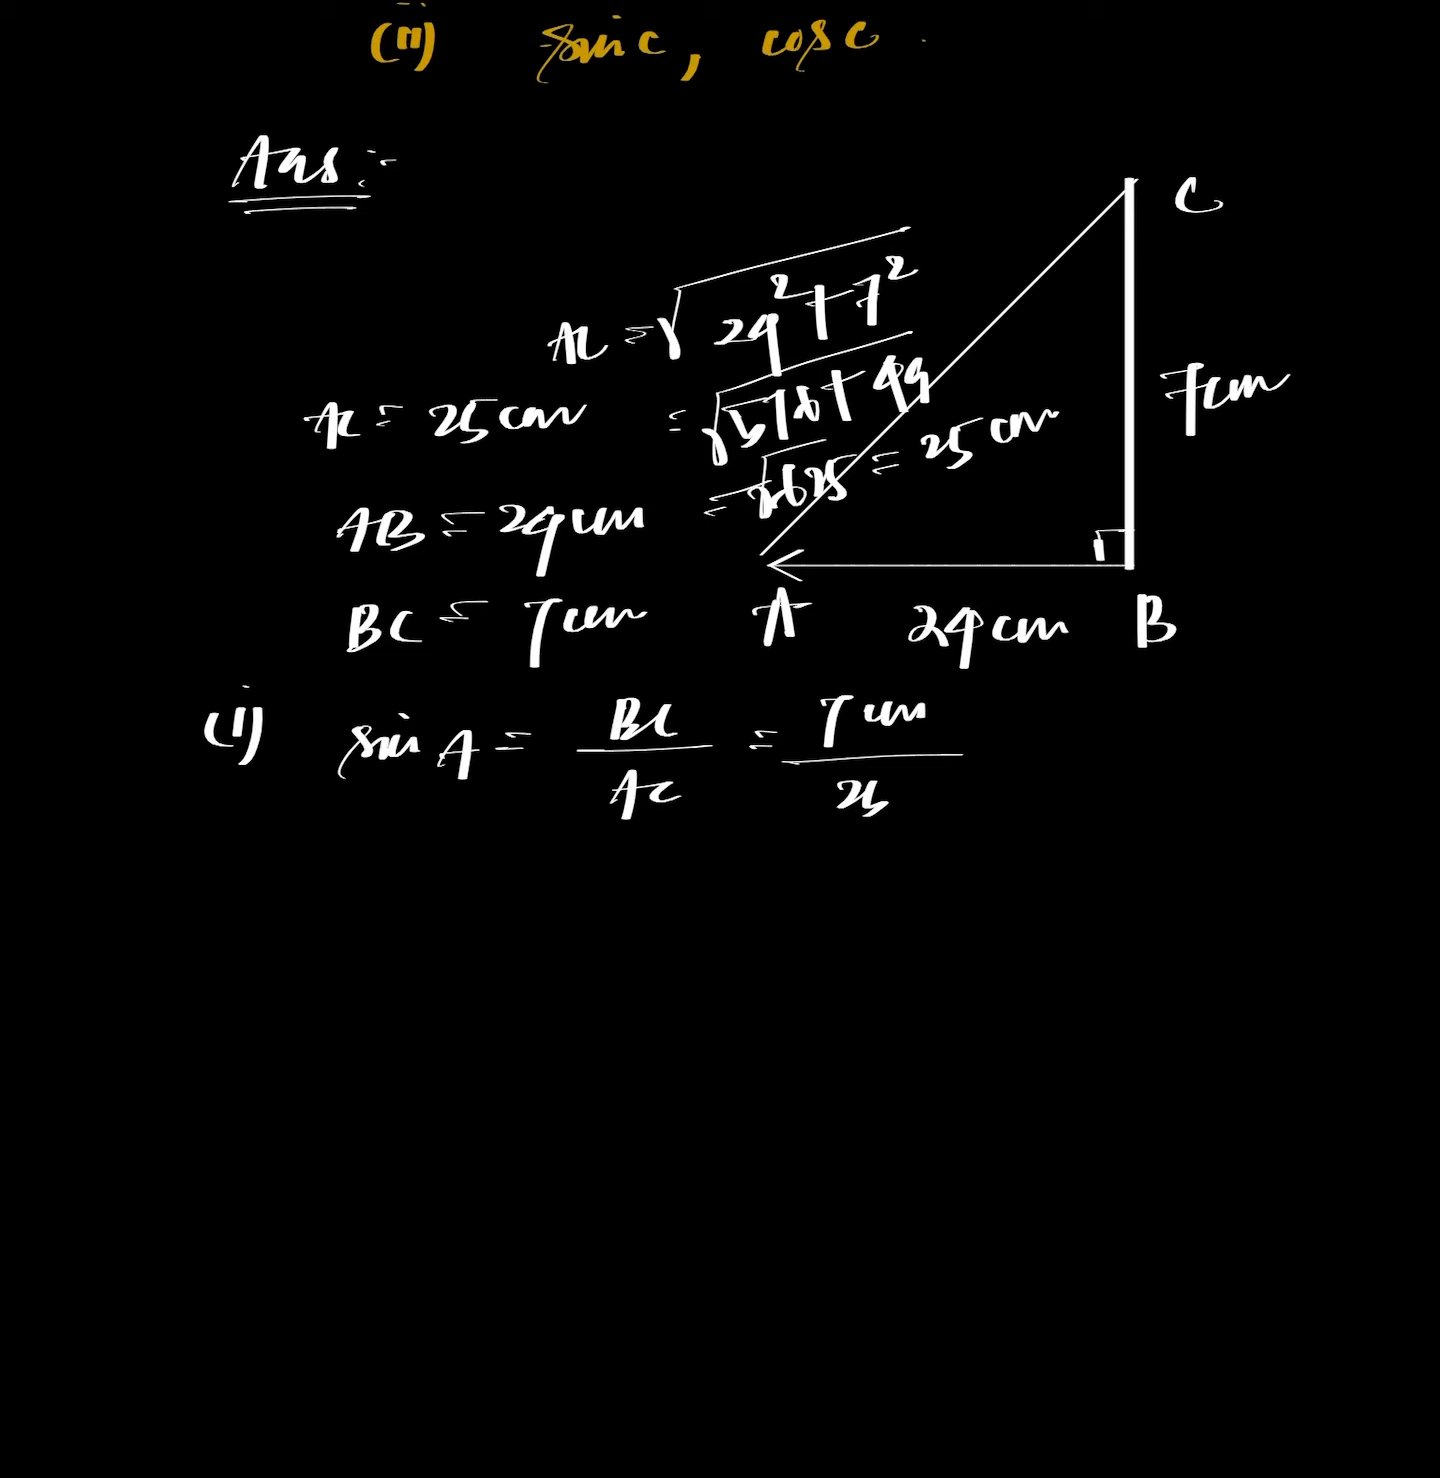 (ii) sin C, cos C.
Ans :-
C
AC = √24² + 7²
AC = 25 cm = √576 + 49
7cm
= √625 = 25 cm
AB = 24 cm
A 24 cm B
BC = 7 cm
(i) sin A = BC/AC = 7 cm/25